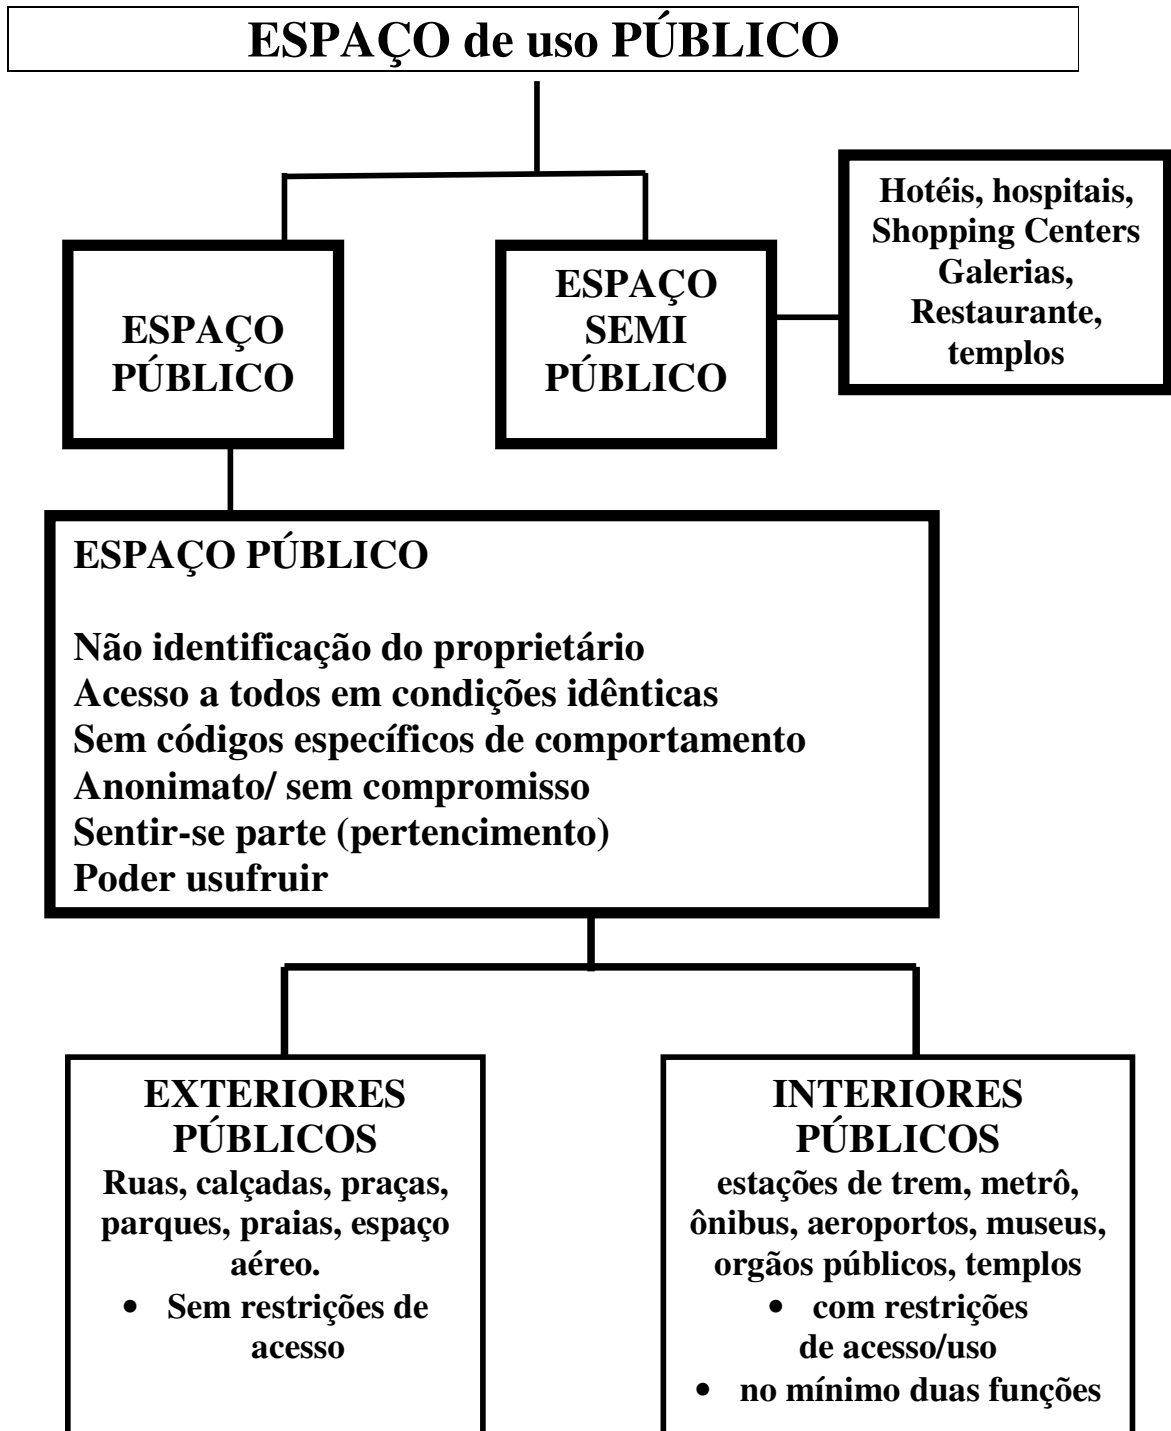 ESPAÇO de uso PÚBLICO
Hotéis, hospitais,
Shopping Centers
Galerias,
Restaurante,
templos
ESPAÇO
PÚBLICO
ESPAÇO
SEMI
PÚBLICO
ESPAÇO PÚBLICO
Não identificação do proprietário
Acesso a todos em condições idênticas
Sem códigos específicos de comportamento
Anonimato/ sem compromisso
Sentir-se parte (pertencimento)
Poder usufruir
EXTERIORES
PÚBLICOS
Ruas, calçadas, praças,
parques, praias, espaço
aéreo.
• Sem restrições de
acesso
INTERIORES
PÚBLICOS
estações de trem, metrô,
ônibus, aeroportos, museus,
orgãos públicos, templos
• com restrições
de acesso/uso
• no mínimo duas funções